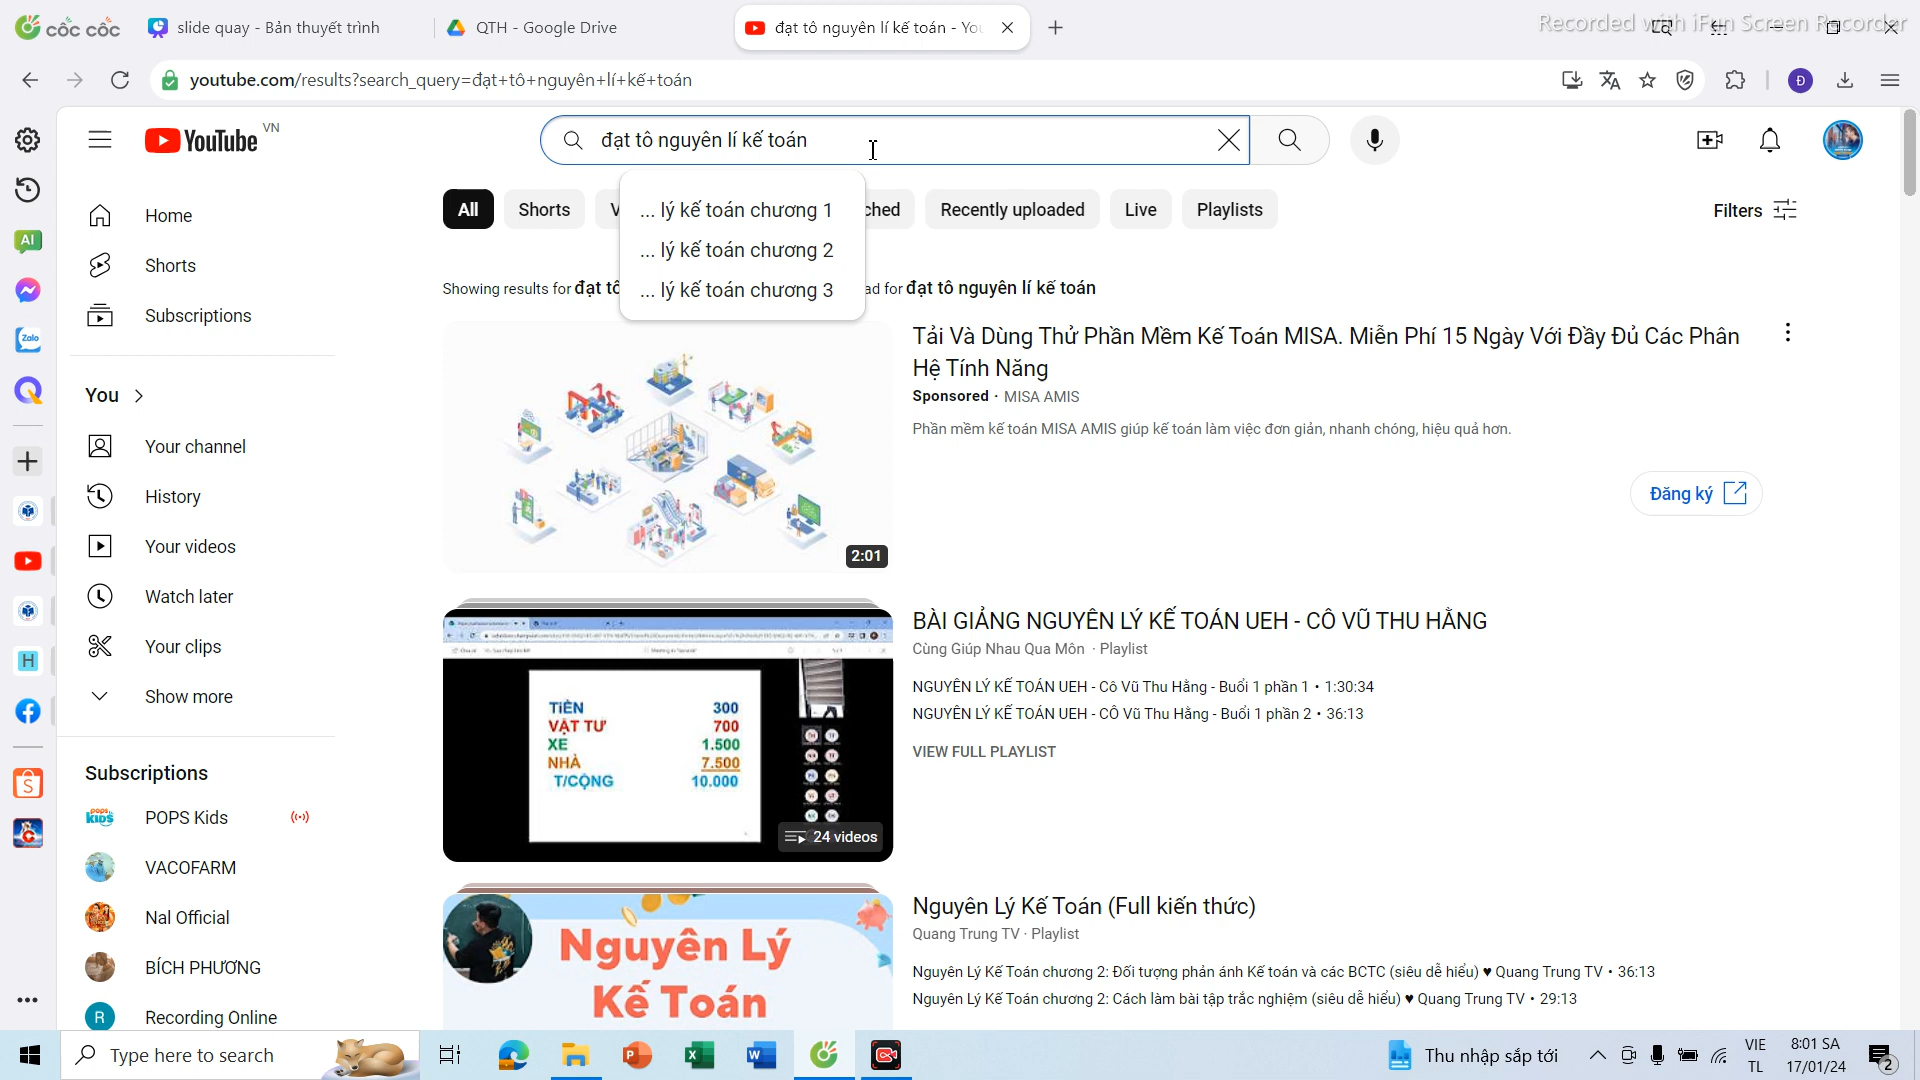 cốc cốc
slide quay - Bản thuyết trình
QTH - Google Drive
đạt tô nguyên lí kế toán - You
Recorded with iFun Screen Recorder
youtube.com/results?search_query=đạt+tô+nguyên+lí+kế+toán
Đ
YouTube VN
đạt tô nguyên lí kế toán
All
Shorts
Recently uploaded
Live
Playlists
Filters
... lý kế toán chương 1
... lý kế toán chương 2
... lý kế toán chương 3
Showing results for đạt tô
ad for đạt tô nguyên lí kế toán
AI
Zalo
H
Home
Shorts
Subscriptions
You
Your channel
History
Your videos
Watch later
Your clips
Show more
Subscriptions
POPS Kids
VACOFARM
Nal Official
BÍCH PHƯƠNG
R
Recording Online
Tải Và Dùng Thử Phần Mềm Kế Toán MISA. Miễn Phí 15 Ngày Với Đầy Đủ Các Phân
Hệ Tính Năng
Sponsored · MISA AMIS
Phần mềm kế toán MISA AMIS giúp kế toán làm việc đơn giản, nhanh chóng, hiệu quả hơn.
Đăng ký
2:01
TIỀN 300
VẬT TƯ 700
XE 1.500
NHÀ 7.500
T/CỘNG 10.000
24 videos
BÀI GIẢNG NGUYÊN LÝ KẾ TOÁN UEH - CÔ VŨ THU HẰNG
Cùng Giúp Nhau Qua Môn · Playlist
NGUYÊN LÝ KẾ TOÁN UEH - Cô Vũ Thu Hằng - Buổi 1 phần 1 • 1:30:34
NGUYÊN LÝ KẾ TOÁN UEH - CÔ Vũ Thu Hằng - Buổi 1 phần 2 • 36:13
VIEW FULL PLAYLIST
Nguyên Lý
Kế Toán
Nguyên Lý Kế Toán (Full kiến thức)
Quang Trung TV · Playlist
Nguyên Lý Kế Toán chương 2: Đối tượng phản ánh Kế toán và các BCTC (siêu dễ hiểu) ♥ Quang Trung TV • 36:13
Nguyên Lý Kế Toán chương 2: Cách làm bài tập trắc nghiệm (siêu dễ hiểu) ♥ Quang Trung TV • 29:13
Type here to search
Thu nhập sắp tới
VIE
TL
8:01 SA
17/01/24
2